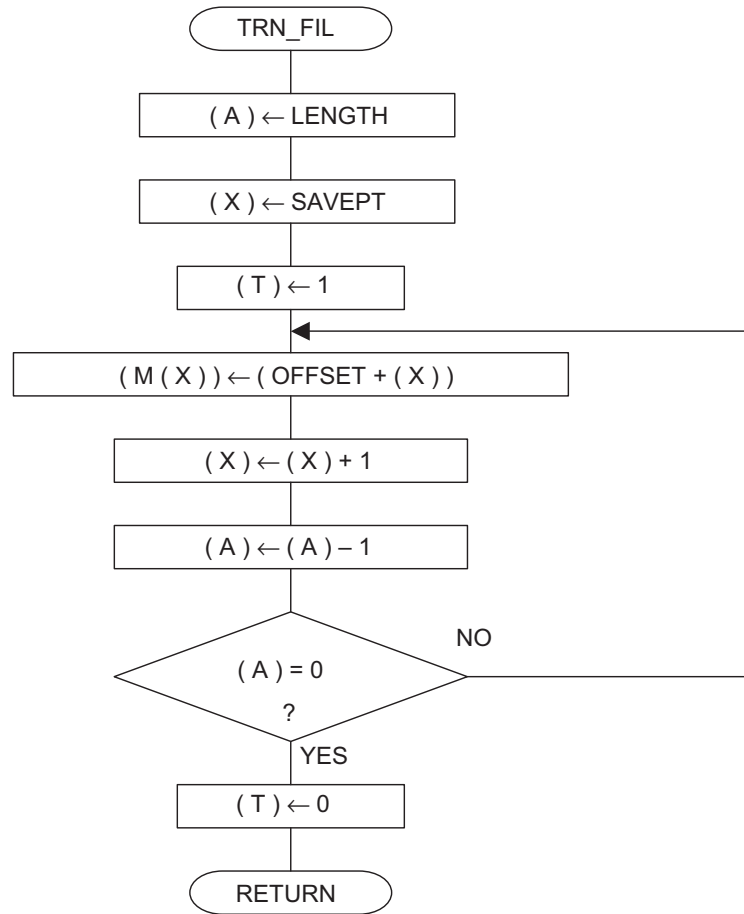 TRN_FIL
( A ) ← LENGTH
( X ) ← SAVEPT
( T ) ← 1
( M ( X ) ) ← ( OFFSET + ( X ) )
( X ) ← ( X ) + 1
( A ) ← ( A ) – 1
NO
( A ) = 0
?
YES
( T ) ← 0
RETURN